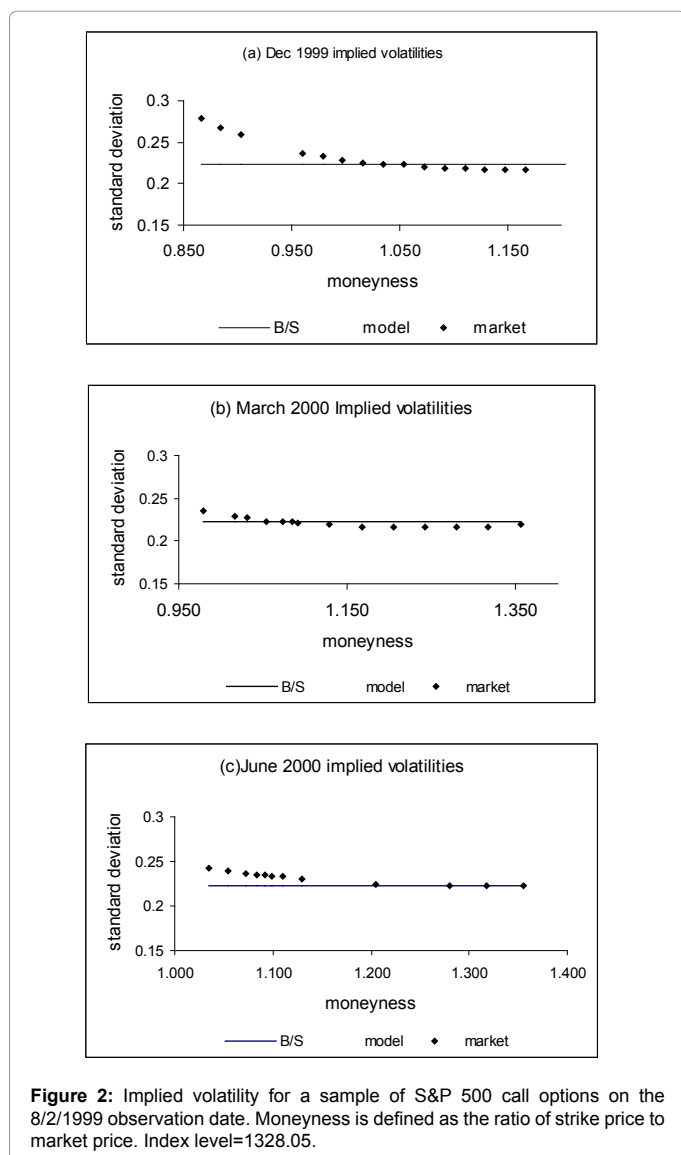 (a) Dec 1999 implied volatilities
0.3
0.25
0.2
0.15
standard deviation
0.850 0.950 1.050 1.150
moneyness
B/S model market
(b) March 2000 Implied volatilities
0.3
0.25
0.2
0.15
standard deviation
0.950 1.150 1.350
moneyness
B/S model market
(c)June 2000 implied volatilities
0.3
0.25
0.2
0.15
standard deviation
1.000 1.100 1.200 1.300 1.400
moneyness
B/S model market
Figure 2: Implied volatility for a sample of S&P 500 call options on the
8/2/1999 observation date. Moneyness is defined as the ratio of strike price to
market price. Index level=1328.05.